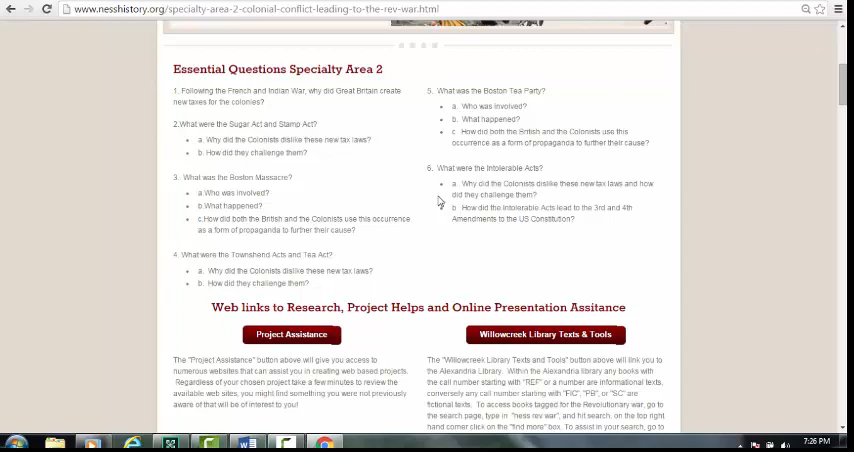 www.nesshistory.org/specialty-area-2-colonial-conflict-leading-to-the-rev-war.html
Essential Questions Specialty Area 2
1. Following the French and Indian War, why did Great Britain create
new taxes for the colonies?
2.What were the Sugar Act and Stamp Act?
a. Why did the Colonists dislike these new tax laws?
b. How did they challenge them?
3. What was the Boston Massacre?
a.Who was involved?
b.What happened?
c.How did both the British and the Colonists use this occurrence
as a form of propaganda to further their cause?
4. What were the Townshend Acts and Tea Act?
a. Why did the Colonists dislike these new tax laws?
b. How did they challenge them?
5. What was the Boston Tea Party?
a. Who was involved?
b. What happened?
c. How did both the British and the Colonists use this
occurrence as a form of propaganda to further their cause?
6. What were the Intolerable Acts?
a. Why did the Colonists dislike these new tax laws and how
did they challenge them?
b. How did the Intolerable Acts lead to the 3rd and 4th
Amendments to the US Constitution?
Web links to Research, Project Helps and Online Presentation Assitance
Project Assistance
The "Project Assistance" button above will give you access to
numerous websites that can assist you in creating web based projects.
Regardless of your chosen project take a few minutes to review the
available web sites, you might find something you were not previously
aware of that will be of interest to you!
Willowcreek Library Texts & Tools
The "Willowcreek Library Texts and Tools" button above will link you to
the Alexandria Library. Within the Alexandria library any books with
the call number starting with "REF" or a number are informational texts,
conversely any call number starting with "FIC", "PB", or "SC" are
fictional texts. To access books tagged for the Revolutionary war, go to
the search page, type in "ness rev war", and hit search, on the top right
hand corner click on the "find more" box. To assist in your search, go to
7:26 PM